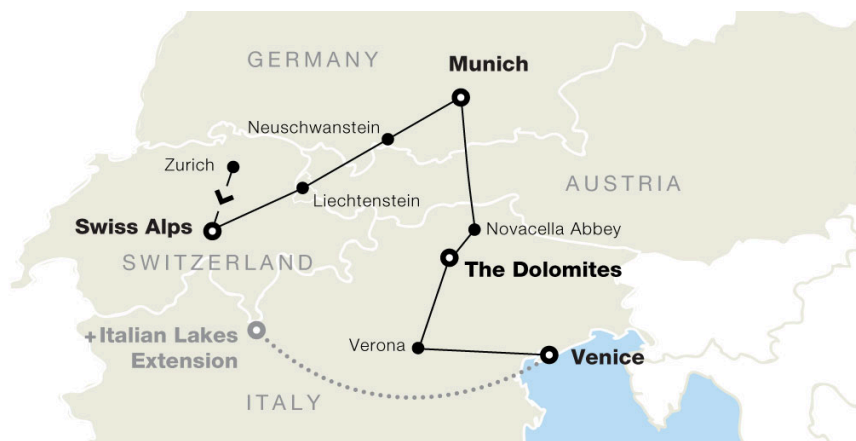 GERMANY
Munich
Neuschwanstein
Zurich
Liechtenstein
AUSTRIA
Swiss Alps
Novacella Abbey
SWITZERLAND
The Dolomites
+Italian Lakes
Extension
Verona
Venice
ITALY